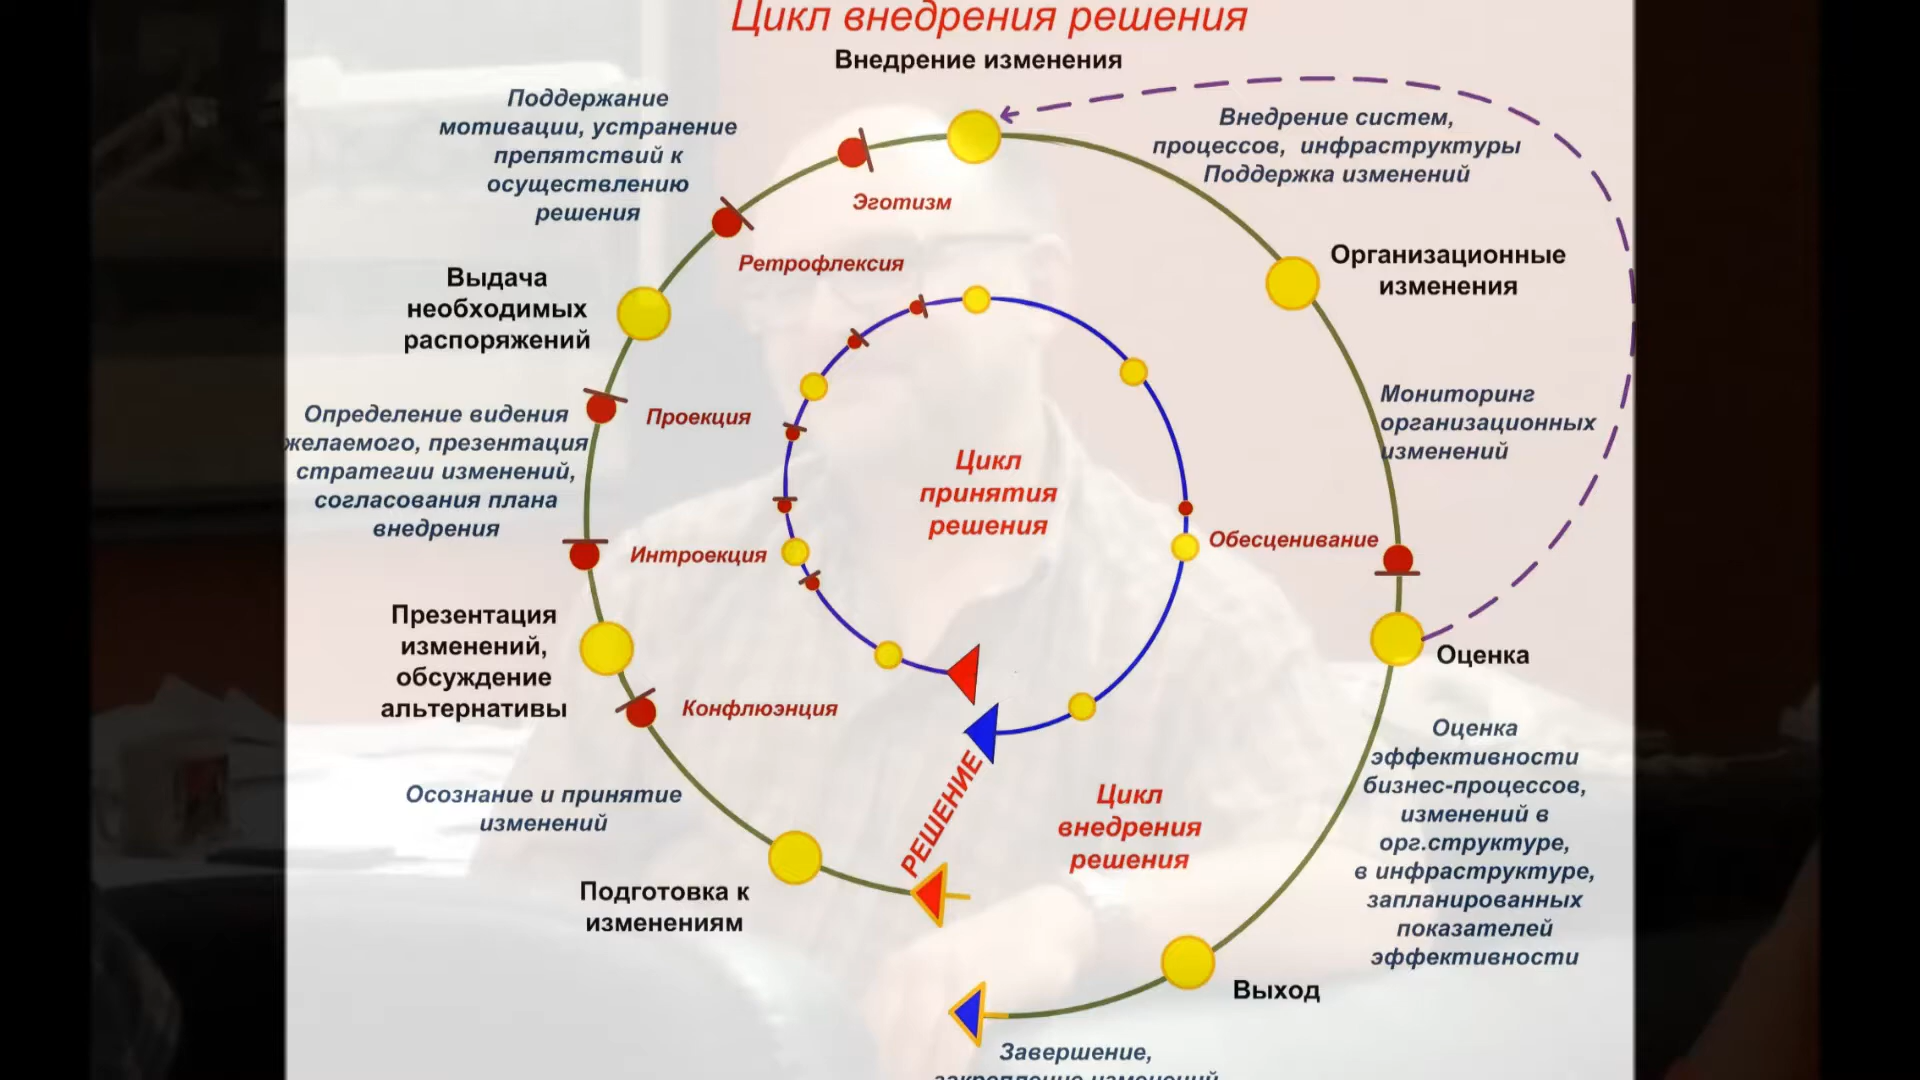 Цикл внедрения решения
Внедрение изменения
Поддержание
мотивации, устранение
препятствий к
осуществлению
решения
Внедрение систем,
процессов, инфраструктуры
Поддержка изменений
Эготизм
Ретрофлексия
Выдача
необходимых
распоряжений
Организационные
изменения
Определение видения
желаемого, презентация
стратегии изменений,
согласования плана
внедрения
Проекция
Мониторинг
организационных
изменений
Цикл
принятия
решения
Интроекция
Обесценивание
Презентация
изменений,
обсуждение
альтернативы
Конфлюэнция
Оценка
Осознание и принятие
изменений
РЕШЕНИЕ
Цикл
внедрения
решения
Оценка
эффективности
бизнес-процессов,
изменений в
орг.структуре,
в инфраструктуре,
запланированных
показателей
эффективности
Подготовка к
изменениям
Выход
Завершение,
закрепление изменений